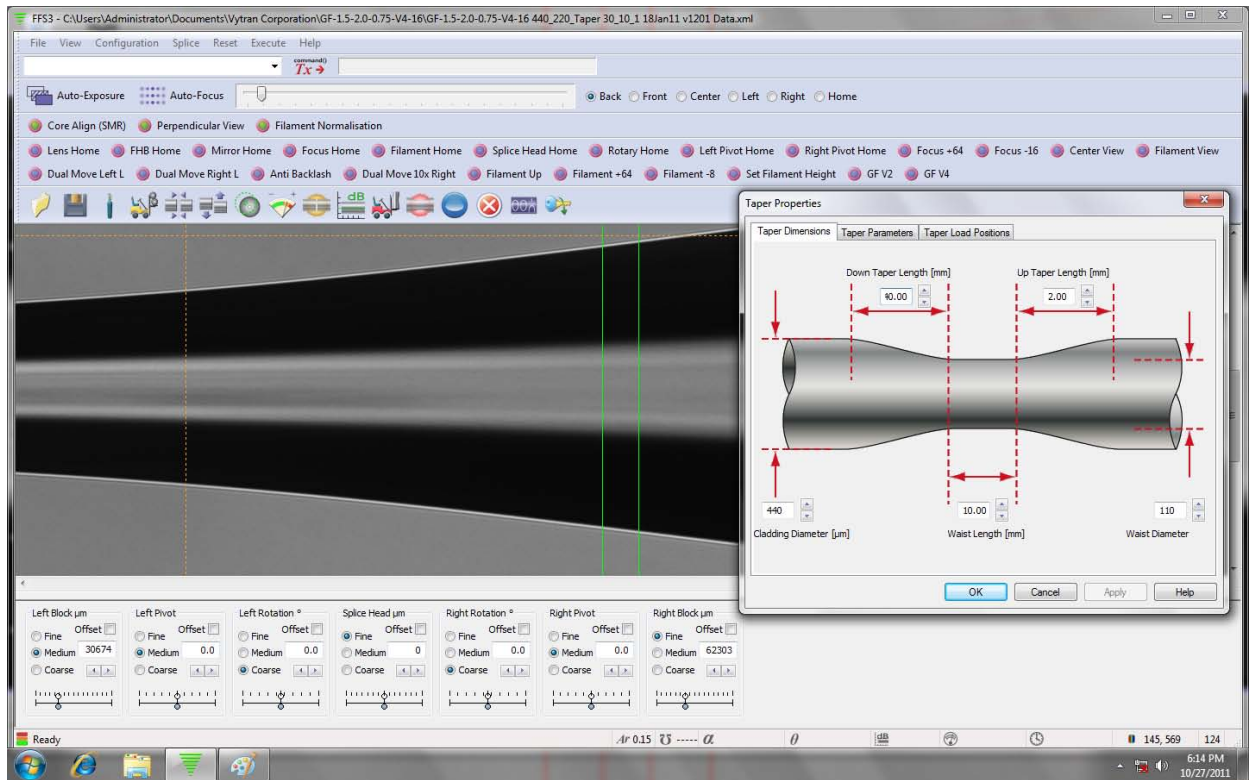 FFS3 - C:\Users\Administrator\Documents\Vytran Corporation\GF-1.5-2.0-0.75-V4-16\GF-1.5-2.0-0.75-V4-16 440_220_Taper 30_10_1 18Jan11 v1201 Data.xml
File View Configuration Splice Reset Execute Help
command()
Tx
Auto-Exposure Auto-Focus Back Front Center Left Right Home
Core Align (SMR) Perpendicular View Filament Normalisation
Lens Home FHB Home Mirror Home Focus Home Filament Home Splice Head Home Rotary Home Left Pivot Home Right Pivot Home Focus +64 Focus -16 Center View Filament View
Dual Move Left L Dual Move Right L Anti Backlash Dual Move 10x Right Filament Up Filament +64 Filament -8 Set Filament Height GF V2 GF V4
dB
Taper Properties
Taper Dimensions Taper Parameters Taper Load Positions
Down Taper Length [mm] Up Taper Length [mm]
40.00 2.00
440 10.00 110
Cladding Diameter [µm] Waist Length [mm] Waist Diameter
OK Cancel Apply Help
Left Block µm Left Pivot Left Rotation ° Splice Head µm Right Rotation ° Right Pivot Right Block µm
Fine Offset Fine Offset Fine Offset Fine Offset Fine Offset Fine Offset Fine Offset
Medium 30674 Medium 0.0 Medium 0.0 Medium 0 Medium 0.0 Medium 0.0 Medium 62303
Coarse Coarse Coarse Coarse Coarse Coarse Coarse
Ready Ar 0.15 ----- α θ dB 145, 569 124
6:14 PM
10/27/2011